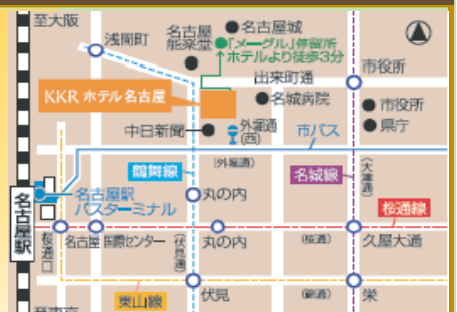 至大阪
浅間町
名古屋
能楽堂
名古屋城
「メーグル」停留所
ホテルより徒歩3分
市役所
出来町通
KKR ホテル名古屋
名城病院
市役所
県庁
中日新聞
外堀通
(西)
市バス
鶴舞線
(外堀通)
名城線
(大津通)
名古屋駅
バスターミナル
丸の内
桜通線
名古屋駅
桜通口
名古屋 国際センター
(伏見通)
丸の内
(桜通)
久屋大通
東山線
伏見
(錦通)
栄
至東京